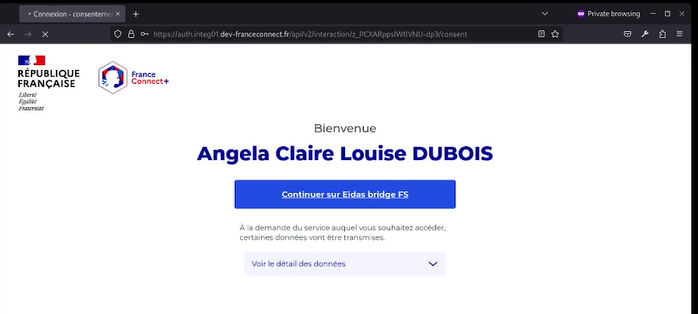 Connexion - consenteme
Private browsing
https://auth.integ01.dev-franceconnect.fr/api/v2/interaction/z_PCXARppsIWtIVNU-dp3/consent
RÉPUBLIQUE
FRANÇAISE
Liberté
Égalité
Fraternité
France
Connect+
Bienvenue
Angela Claire Louise DUBOIS
Continuer sur Eidas bridge FS
À la demande du service auquel vous souhaitez accéder,
certaines données vont être transmises.
Voir le détail des données